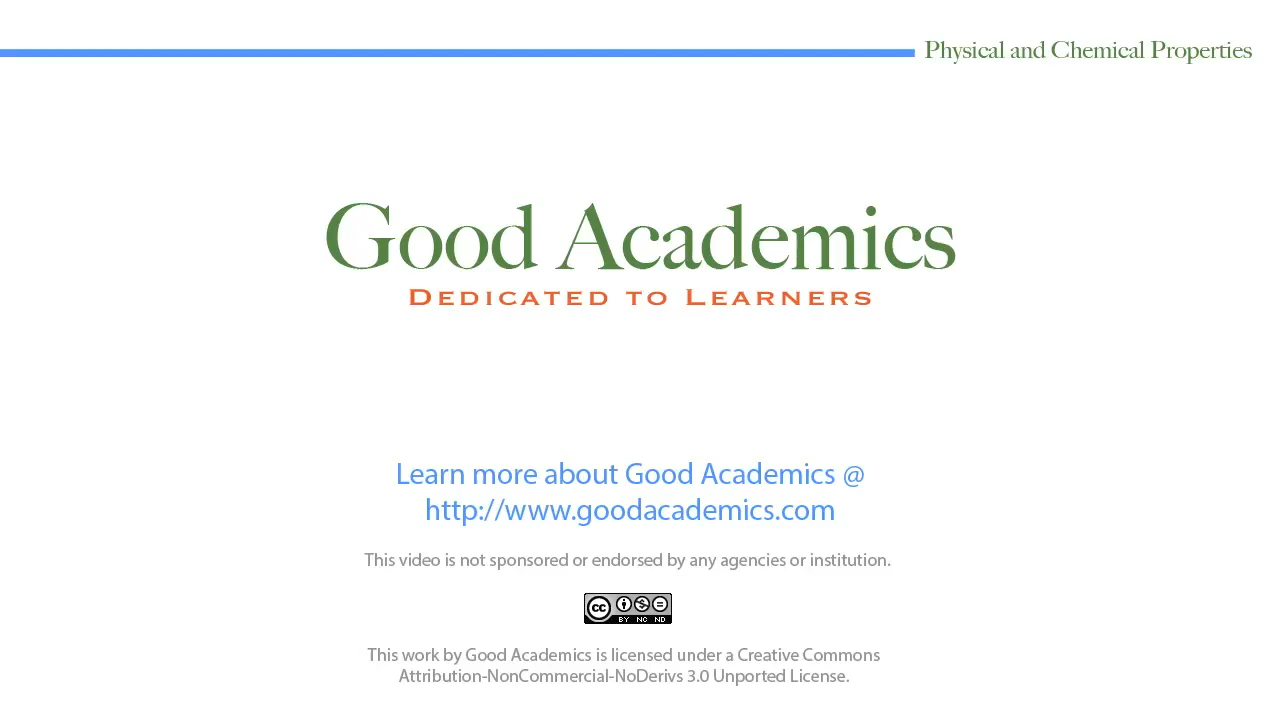 Physical and Chemical Properties
Good Academics
Dedicated to Learners
Learn more about Good Academics @
http://www.goodacademics.com
This video is not sponsored or endorsed by any agencies or institution.
cc BY NC ND
This work by Good Academics is licensed under a Creative Commons
Attribution-NonCommercial-NoDerivs 3.0 Unported License.